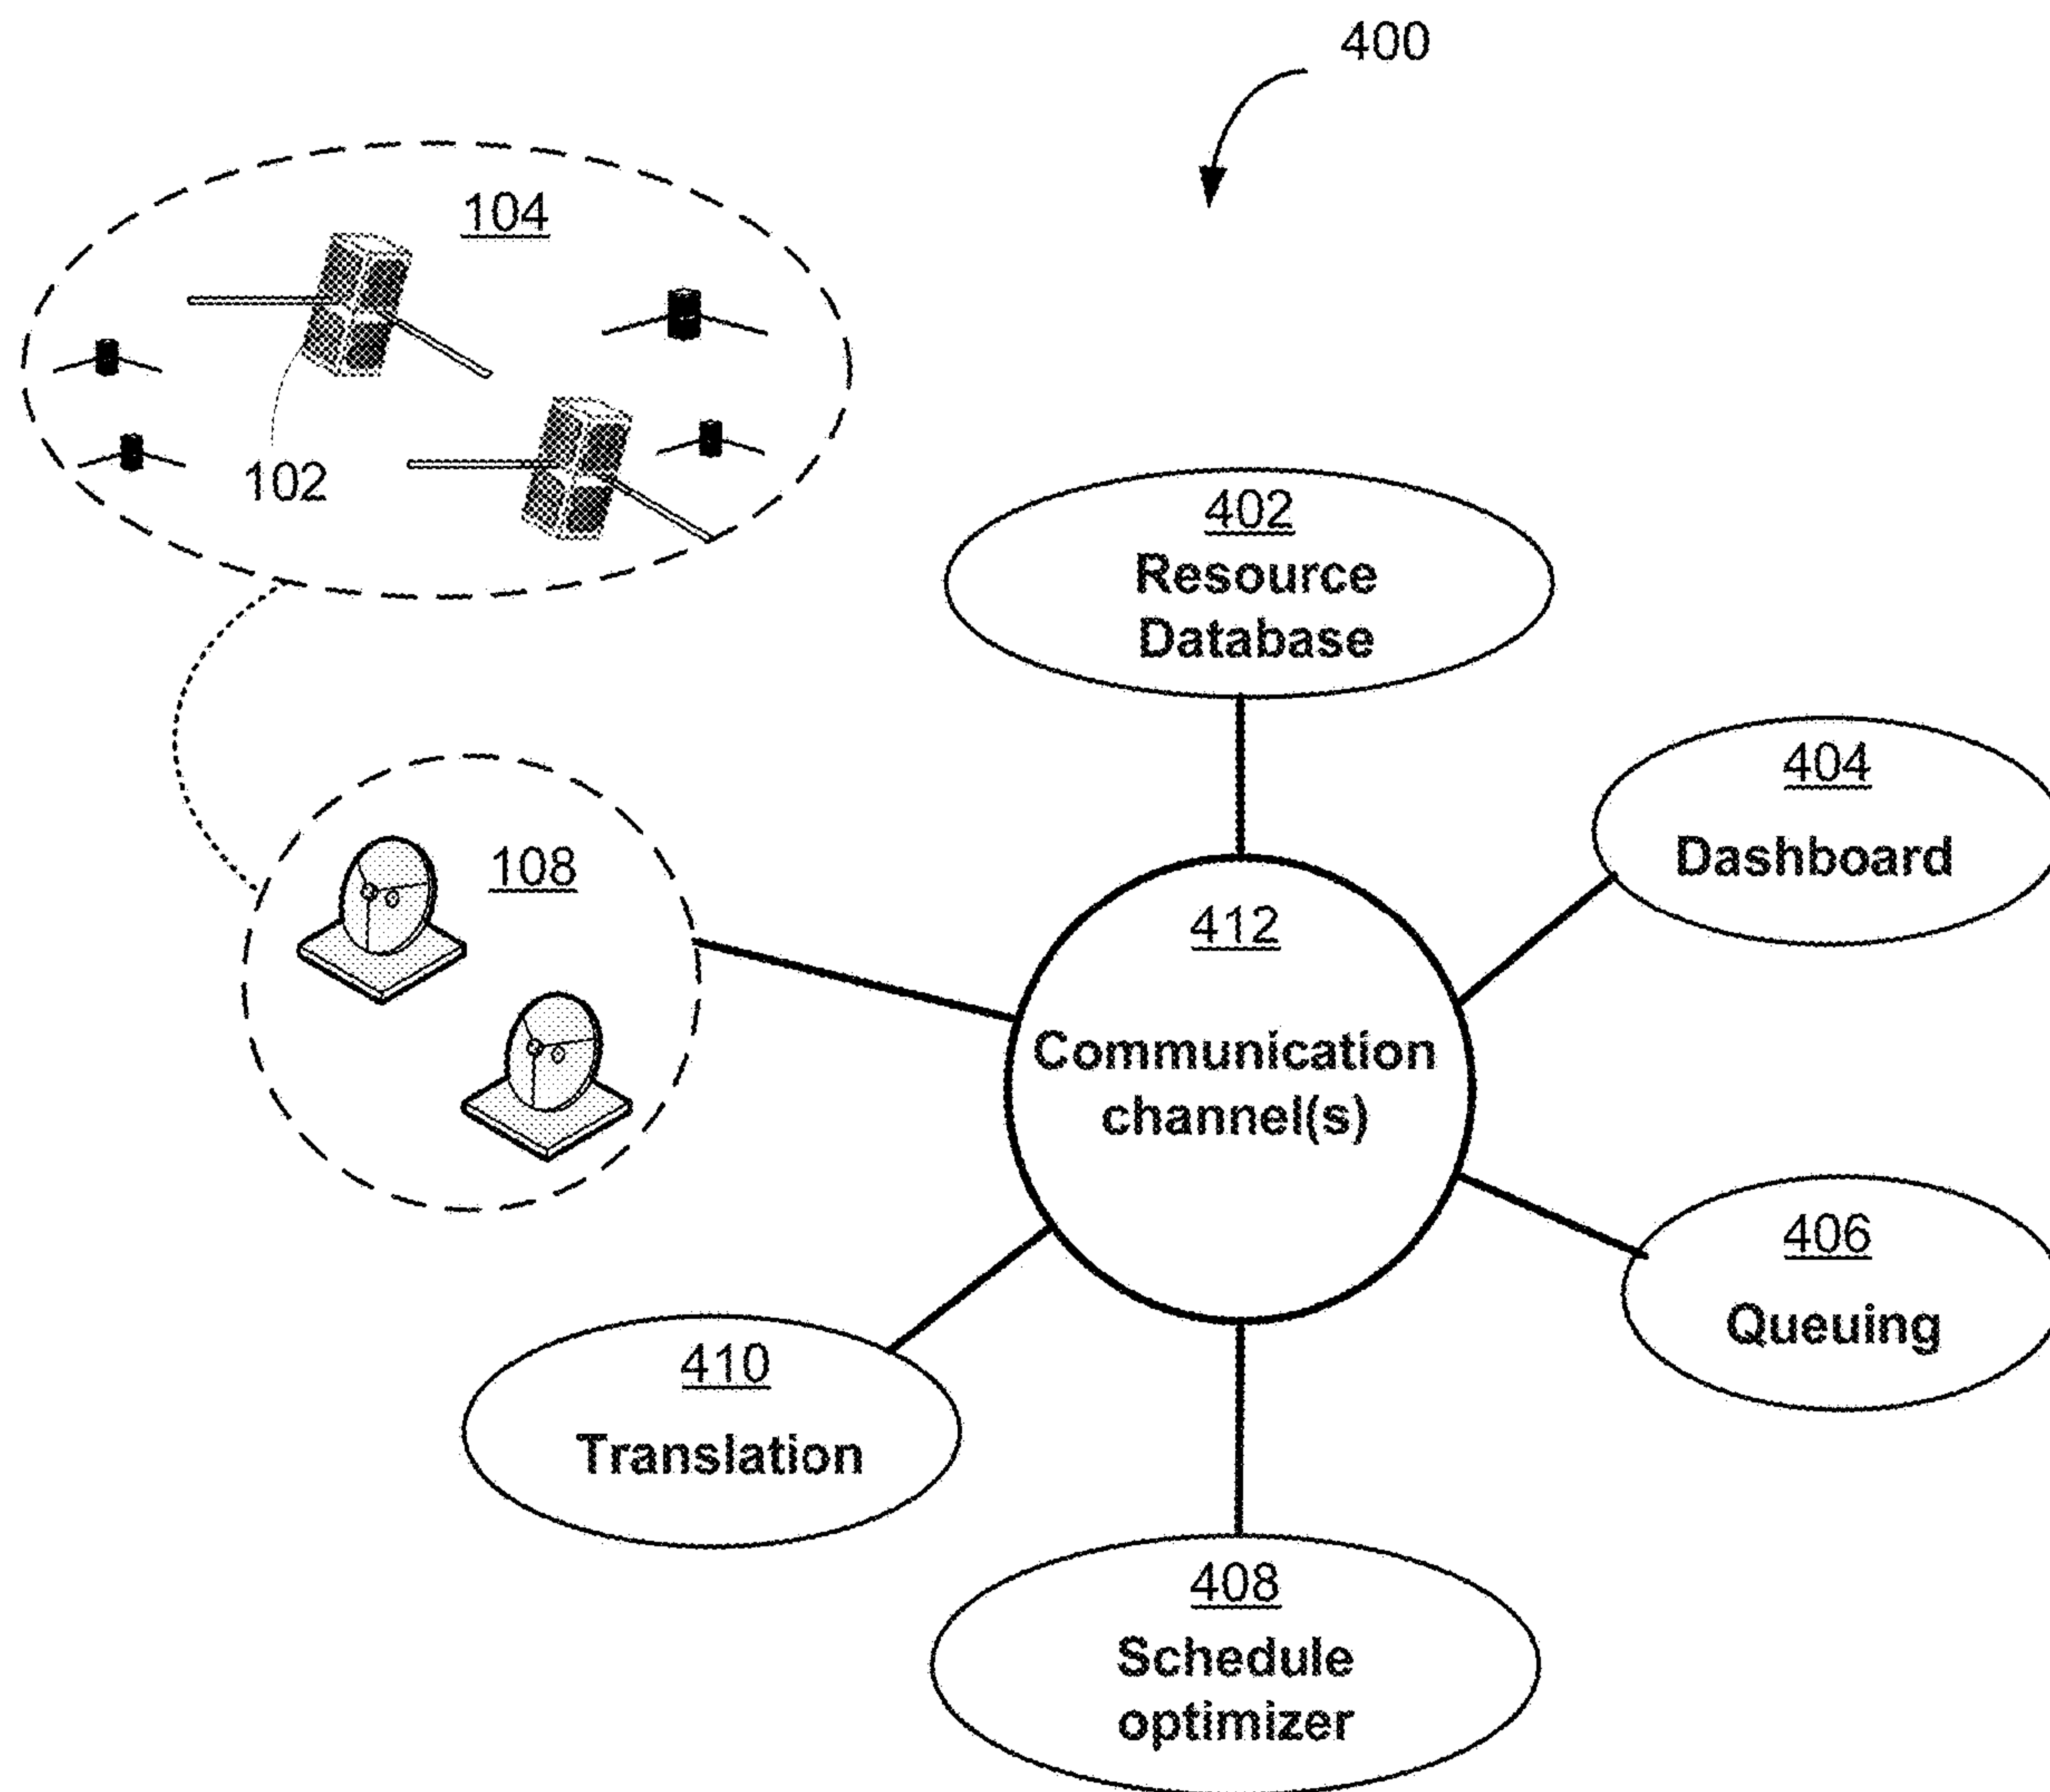 400
104
102
402
Resource
Database
404
Dashboard
108
412
Communication
channel(s)
406
Queuing
410
Translation
408
Schedule
optimizer